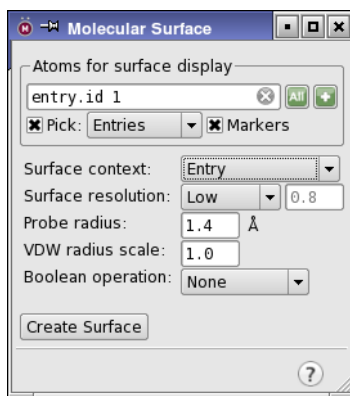 Molecular Surface
Atoms for surface display
entry.id 1 All
Pick: Entries Markers
Surface context: Entry
Surface resolution: Low 0.8
Probe radius: 1.4 Å
VDW radius scale: 1.0
Boolean operation: None
Create Surface
?